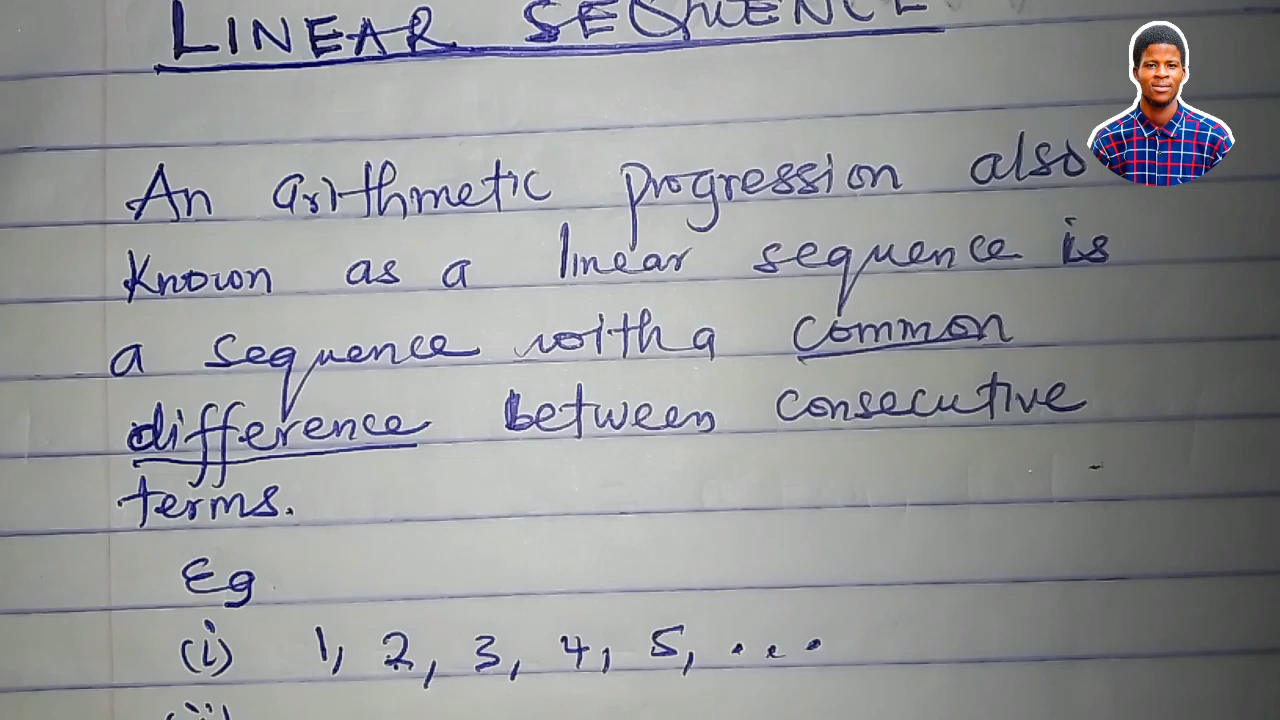 LINEAR SEQUENCE
An arithmetic progression also
known as a linear sequence is
a sequence with a common
difference between consecutive
terms.
Eg
(i) 1, 2, 3, 4, 5, ...
(ii)